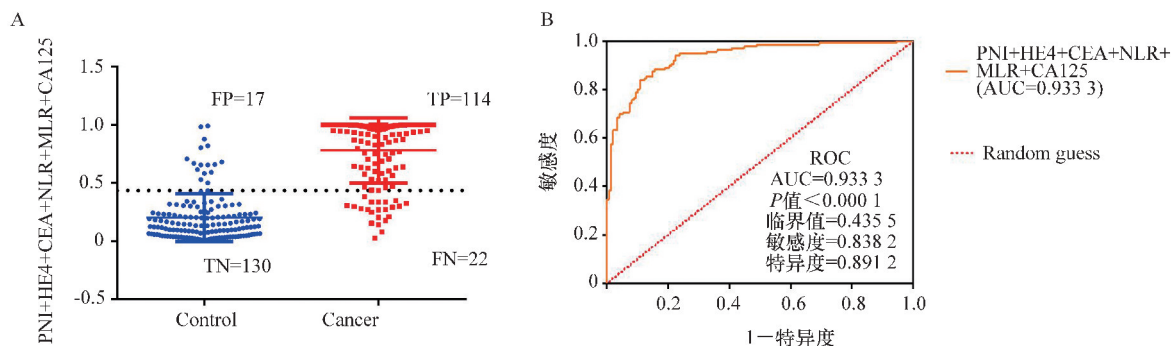 A
PNI+HE4+CEA+NLR+MLR+CA125
1.5
1.0
0.5
0
-0.5
FP=17
TP=114
TN=130
FN=22
Control
Cancer
B
敏感度
1.0
0.8
0.6
0.4
0.2
0
ROC
AUC=0.933 3
P值＜0.000 1
临界值=0.435 5
敏感度=0.838 2
特异度=0.891 2
0.2
0.4
0.6
0.8
1.0
1－特异度
PNI+HE4+CEA+NLR+
MLR+CA125
(AUC=0.933 3)
Random guess